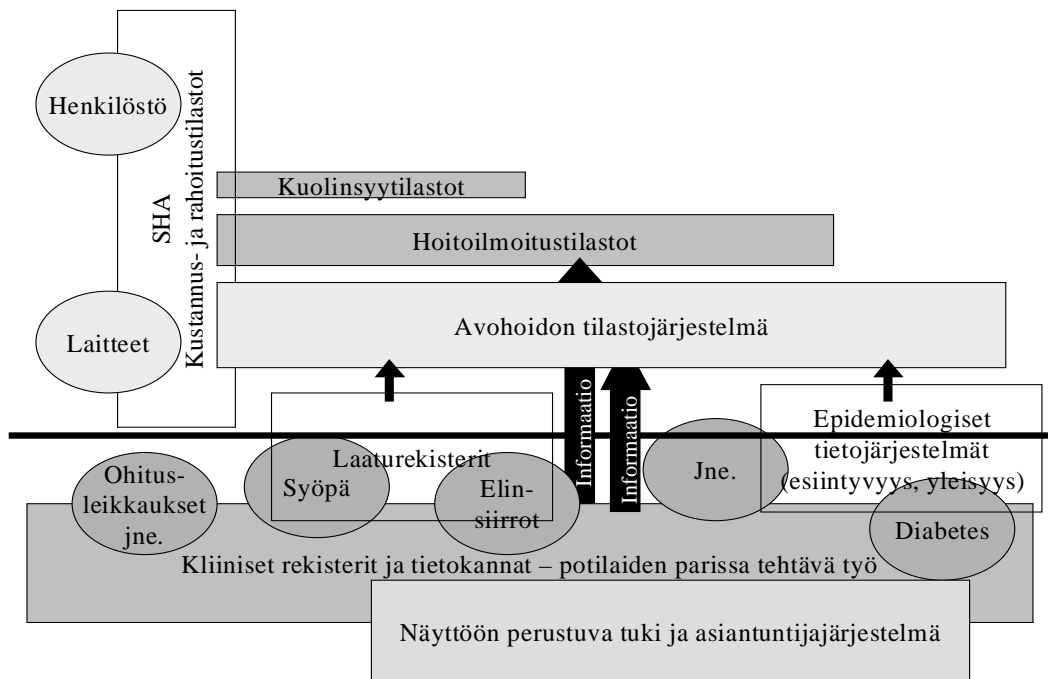 Henkilöstö
SHA
Kustannus- ja rahoitustilastot
Laitteet
Kuolinsyytilastot
Hoitoilmoitustilastot
Avohoidon tilastojärjestelmä
Informaatio
Informaatio
Epidemiologiset
tietojärjestelmät
(esiintyvyys, yleisyys)
Laaturekisterit
Ohitus-
leikkaukset
jne.
Syöpä
Elin-
siirrot
Jne.
Diabetes
Kliiniset rekisterit ja tietokannat – potilaiden parissa tehtävä työ
Näyttöön perustuva tuki ja asiantuntijajärjestelmä